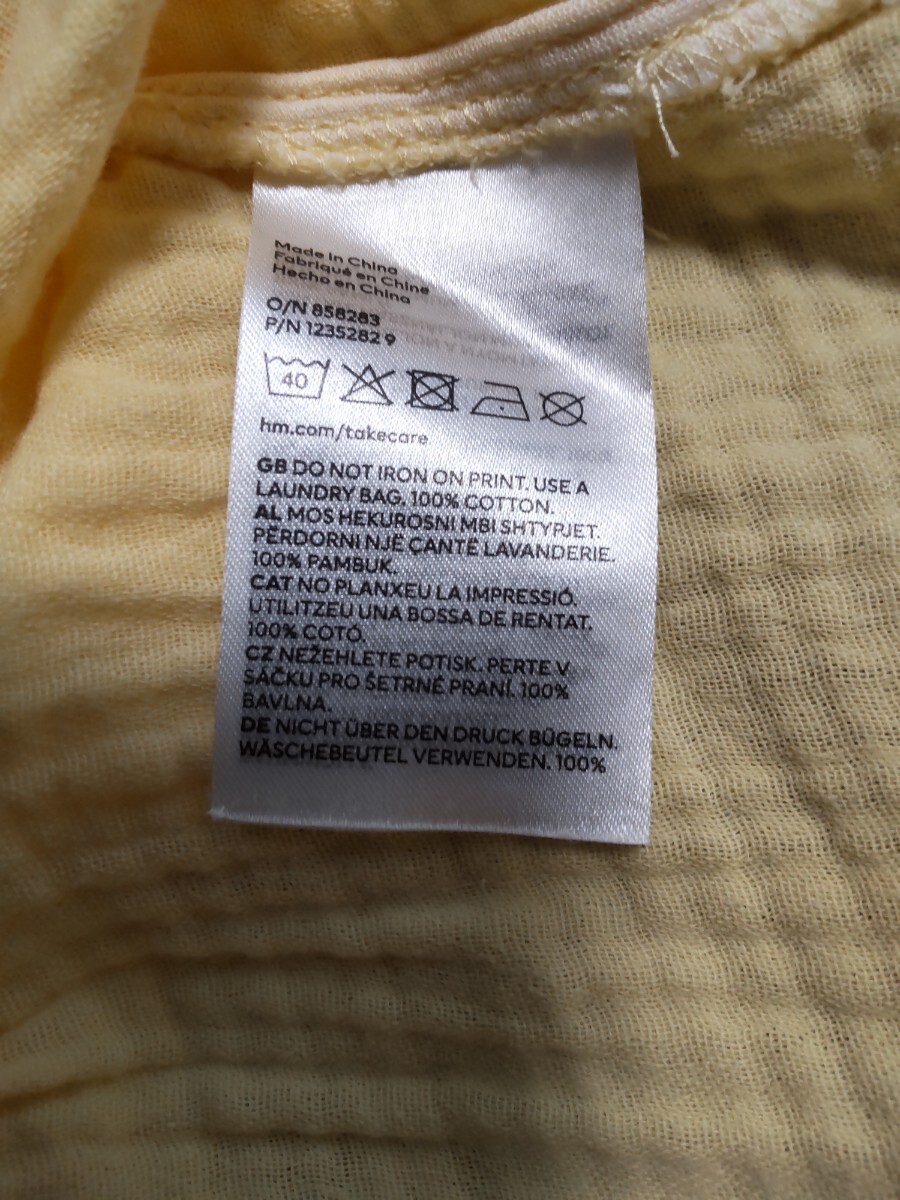 Made in China
Fabriqué en Chine
Hecho en China
O/N 858283
P/N 1235282 9
40
hm.com/takecare
GB DO NOT IRON ON PRINT. USE A
LAUNDRY BAG. 100% COTTON.
AL MOS HEKUROSNI MBI SHTYPJET.
PËRDORNI NJË ÇANTË LAVANDERIE.
100% PAMBUK.
CAT NO PLANXEU LA IMPRESSIÓ.
UTILITZEU UNA BOSSA DE RENTAT.
100% COTÓ.
CZ NEŽEHLETE POTISK. PERTE V
SÁČKU PRO ŠETRNÉ PRANÍ. 100%
BAVLNA.
DE NICHT ÜBER DEN DRUCK BÜGELN.
WÄSCHEBEUTEL VERWENDEN. 100%